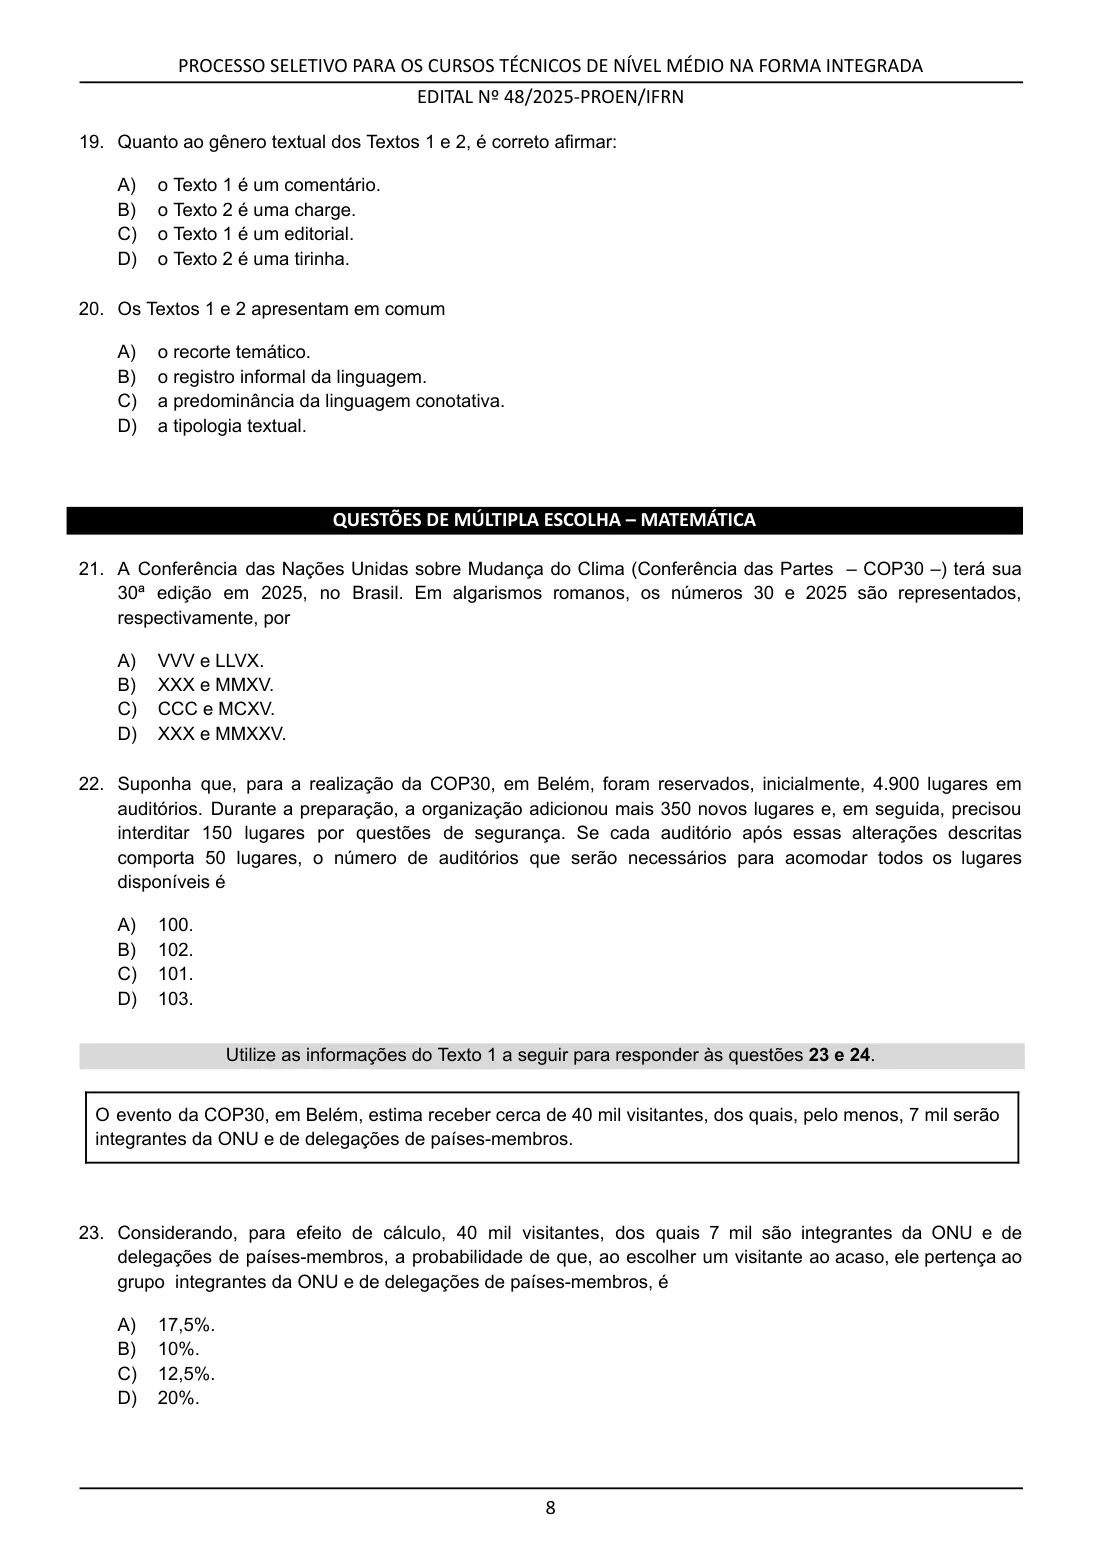 PROCESSO SELETIVO PARA OS CURSOS TÉCNICOS DE NÍVEL MÉDIO NA FORMA INTEGRADA
EDITAL Nº 48/2025-PROEN/IFRN
19. Quanto ao gênero textual dos Textos 1 e 2, é correto afirmar:
A) o Texto 1 é um comentário.
B) o Texto 2 é uma charge.
C) o Texto 1 é um editorial.
D) o Texto 2 é uma tirinha.
20. Os Textos 1 e 2 apresentam em comum
A) o recorte temático.
B) o registro informal da linguagem.
C) a predominância da linguagem conotativa.
D) a tipologia textual.
QUESTÕES DE MÚLTIPLA ESCOLHA – MATEMÁTICA
21. A Conferência das Nações Unidas sobre Mudança do Clima (Conferência das Partes – COP30 –) terá sua
30ª edição em 2025, no Brasil. Em algarismos romanos, os números 30 e 2025 são representados,
respectivamente, por
A) VVV e LLVX.
B) XXX e MMXV.
C) CCC e MCXV.
D) XXX e MMXXV.
22. Suponha que, para a realização da COP30, em Belém, foram reservados, inicialmente, 4.900 lugares em
auditórios. Durante a preparação, a organização adicionou mais 350 novos lugares e, em seguida, precisou
interditar 150 lugares por questões de segurança. Se cada auditório após essas alterações descritas
comporta 50 lugares, o número de auditórios que serão necessários para acomodar todos os lugares
disponíveis é
A) 100.
B) 102.
C) 101.
D) 103.
Utilize as informações do Texto 1 a seguir para responder às questões 23 e 24.
O evento da COP30, em Belém, estima receber cerca de 40 mil visitantes, dos quais, pelo menos, 7 mil serão
integrantes da ONU e de delegações de países-membros.
23. Considerando, para efeito de cálculo, 40 mil visitantes, dos quais 7 mil são integrantes da ONU e de
delegações de países-membros, a probabilidade de que, ao escolher um visitante ao acaso, ele pertença ao
grupo integrantes da ONU e de delegações de países-membros, é
A) 17,5%.
B) 10%.
C) 12,5%.
D) 20%.
8